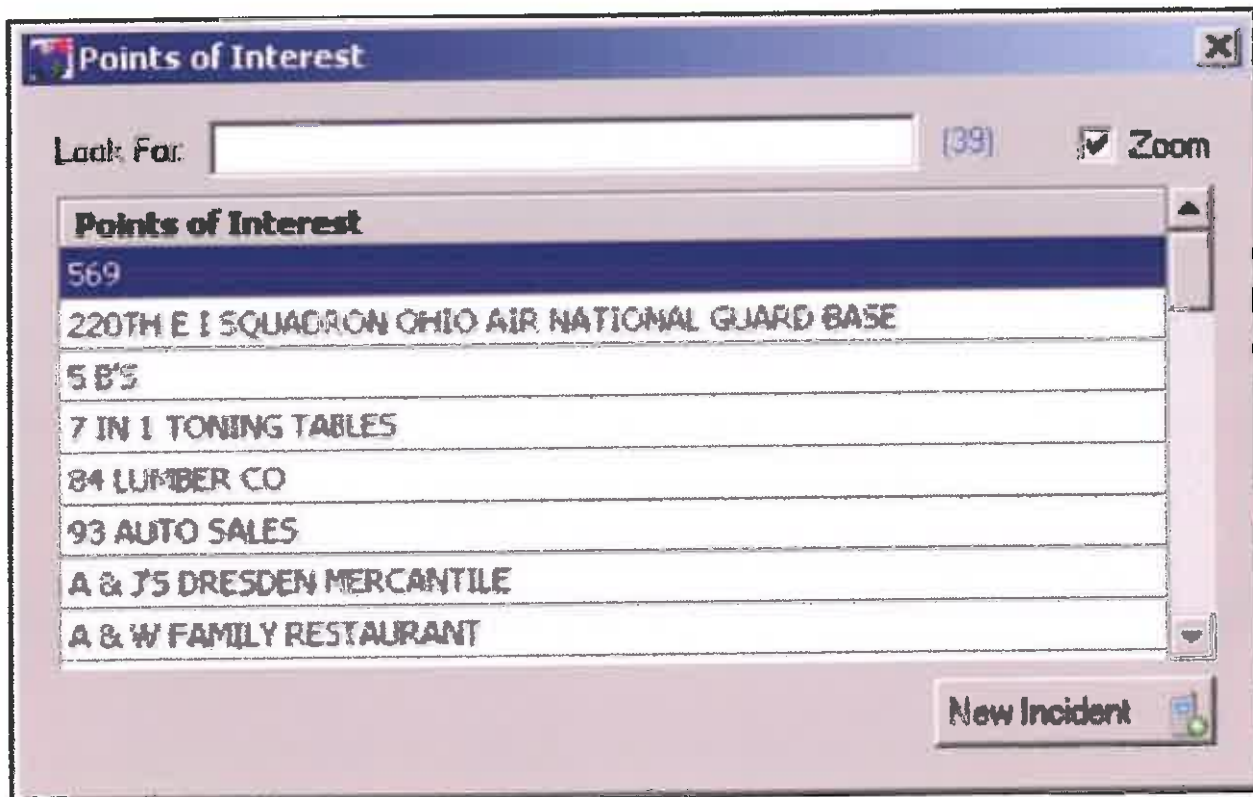 Points of Interest
Look For: (39) Zoom
Points of Interest
569
220TH E I SQUADRON OHIO AIR NATIONAL GUARD BASE
5 B'S
7 IN 1 TONING TABLES
84 LUMBER CO
93 AUTO SALES
A & J'S DRESDEN MERCANTILE
A & W FAMILY RESTAURANT
New Incident